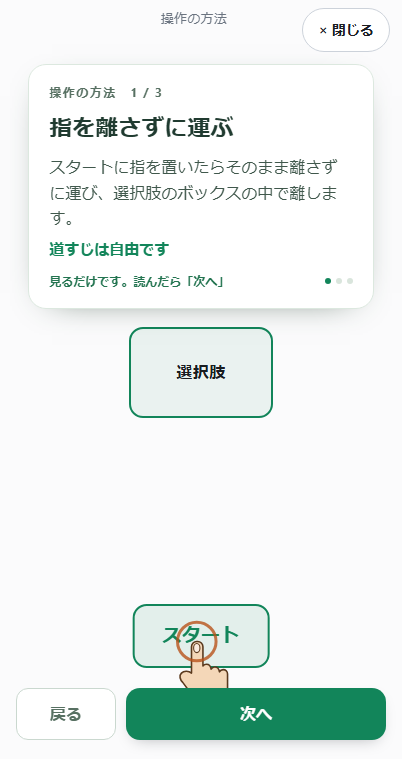 操作の方法
× 閉じる
操作の方法 1 / 3
指を離さずに運ぶ
スタートに指を置いたらそのまま離さず
に運び、選択肢のボックスの中で離しま
す。
道すじは自由です
見るだけです。読んだら「次へ」
選択肢
スタート
戻る
次へ